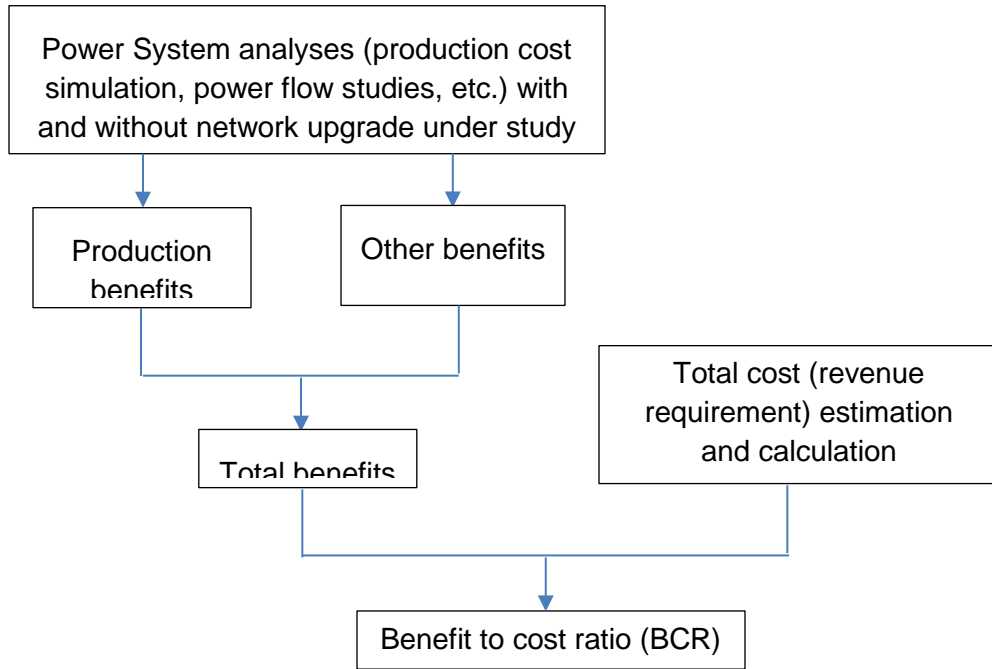 Power System analyses (production cost
simulation, power flow studies, etc.) with
and without network upgrade under study
Production
benefits
Other benefits
Total cost (revenue
requirement) estimation
and calculation
Total benefits
Benefit to cost ratio (BCR)